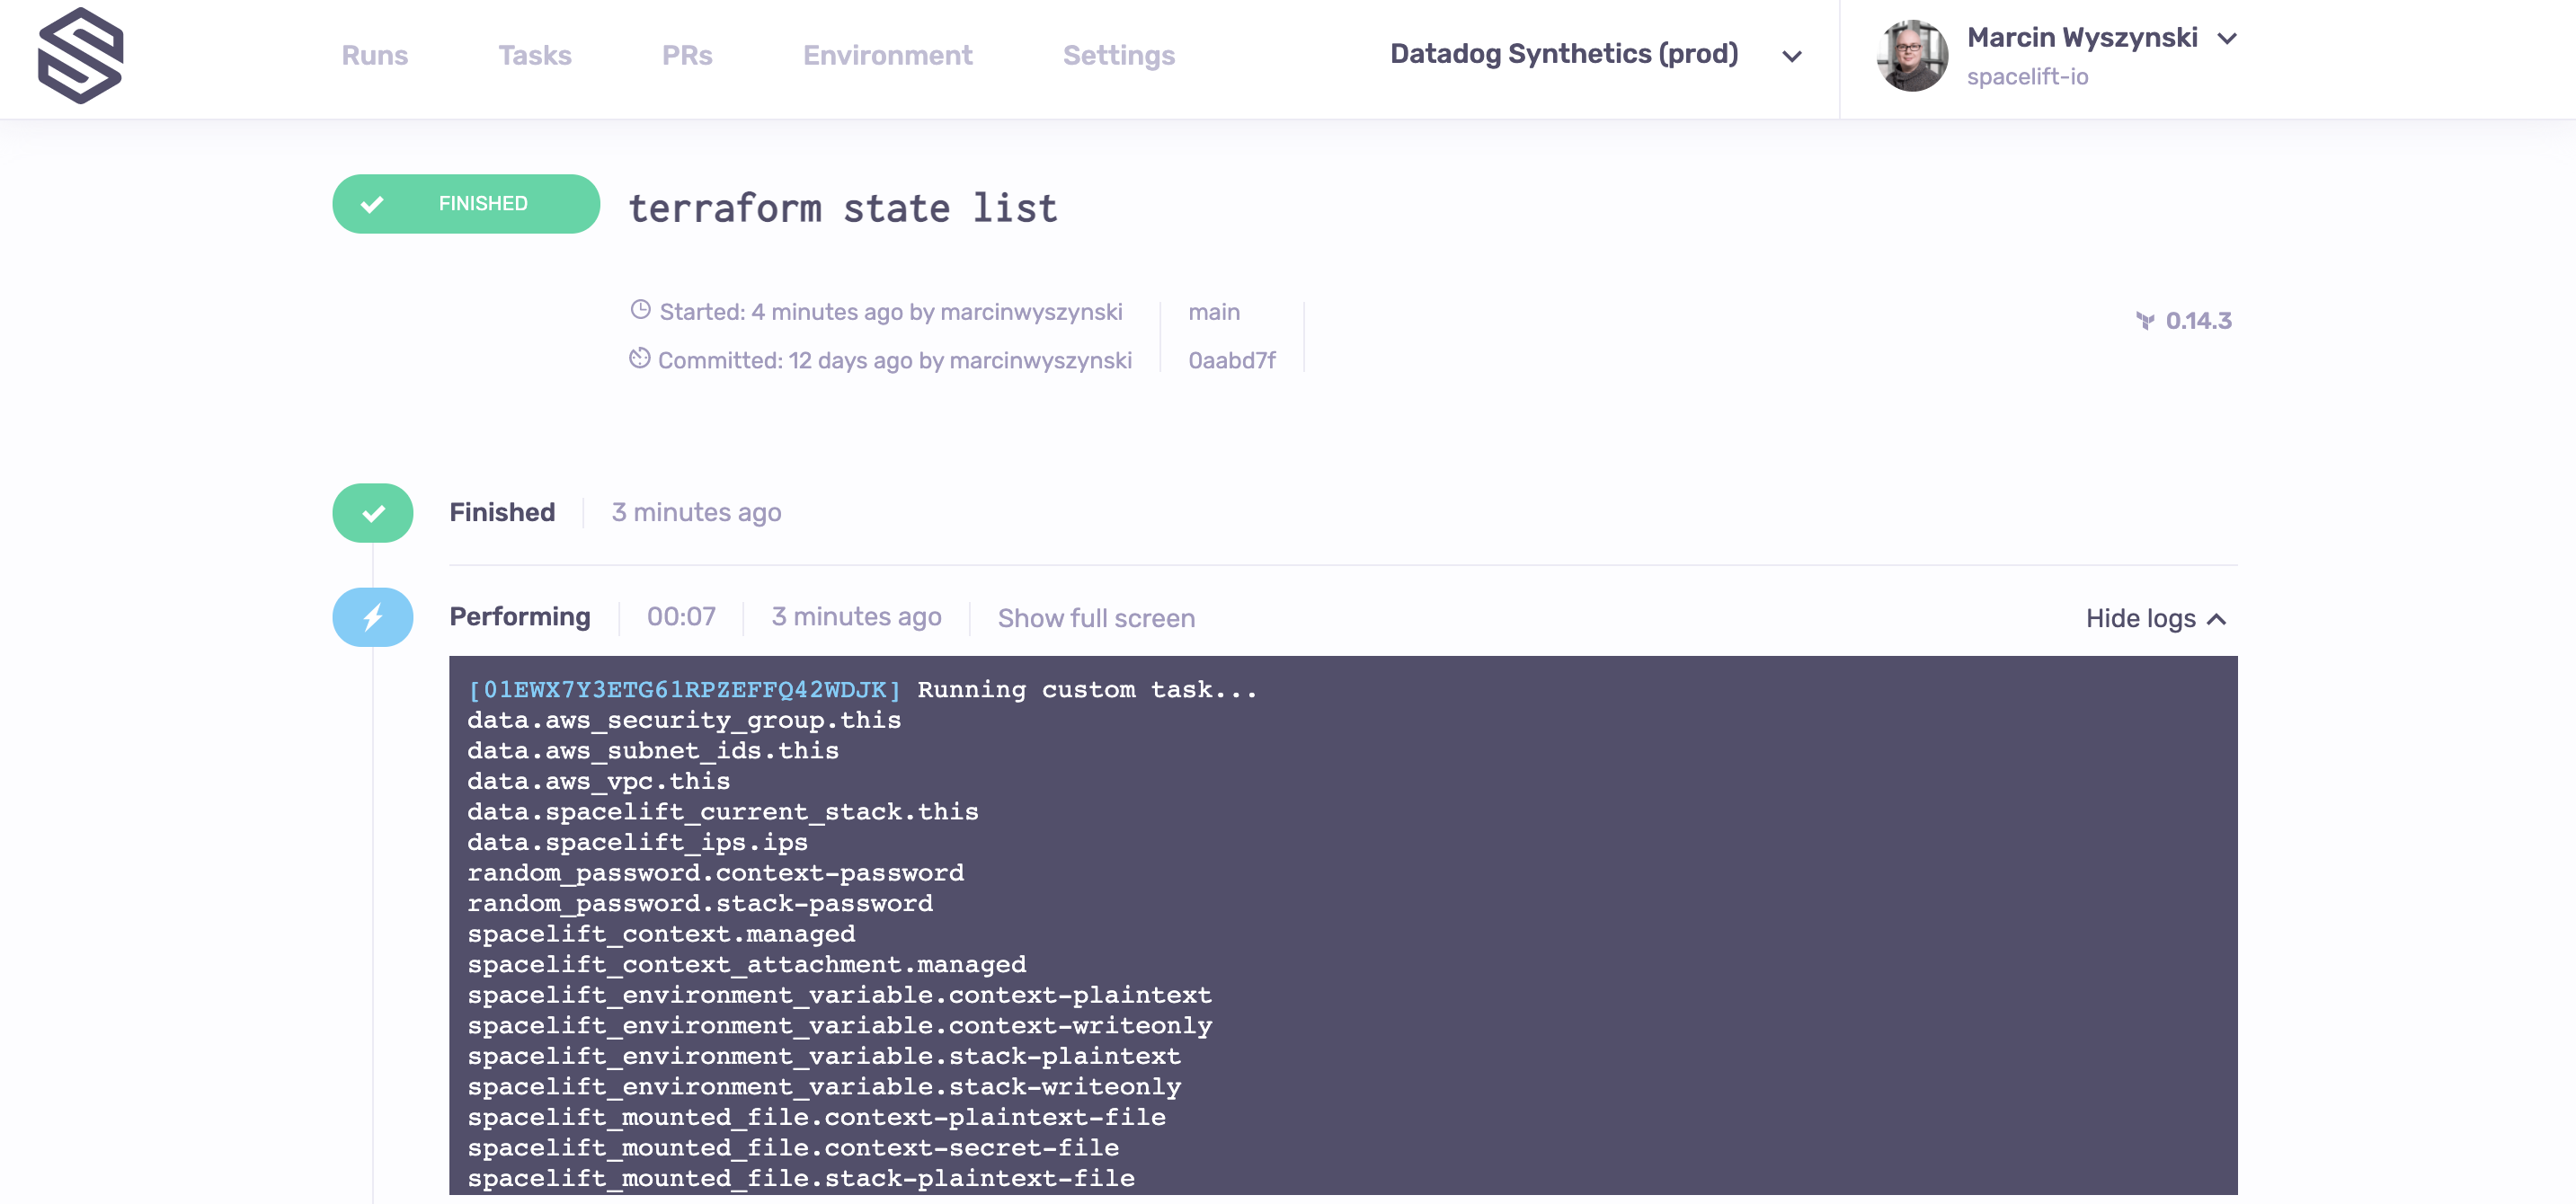 Runs Tasks PRs Environment Settings Datadog Synthetics (prod) Marcin Wyszynski
spacelift-io
FINISHED terraform state list
Started: 4 minutes ago by marcinwyszynski main
0.14.3
Committed: 12 days ago by marcinwyszynski 0aabd7f
Finished 3 minutes ago
Performing 00:07 3 minutes ago Show full screen Hide logs
[01EWX7Y3ETG61RPZEFFQ42WDJK] Running custom task...
data.aws_security_group.this
data.aws_subnet_ids.this
data.aws_vpc.this
data.spacelift_current_stack.this
data.spacelift_ips.ips
random_password.context-password
random_password.stack-password
spacelift_context.managed
spacelift_context_attachment.managed
spacelift_environment_variable.context-plaintext
spacelift_environment_variable.context-writeonly
spacelift_environment_variable.stack-plaintext
spacelift_environment_variable.stack-writeonly
spacelift_mounted_file.context-plaintext-file
spacelift_mounted_file.context-secret-file
spacelift_mounted_file.stack-plaintext-file